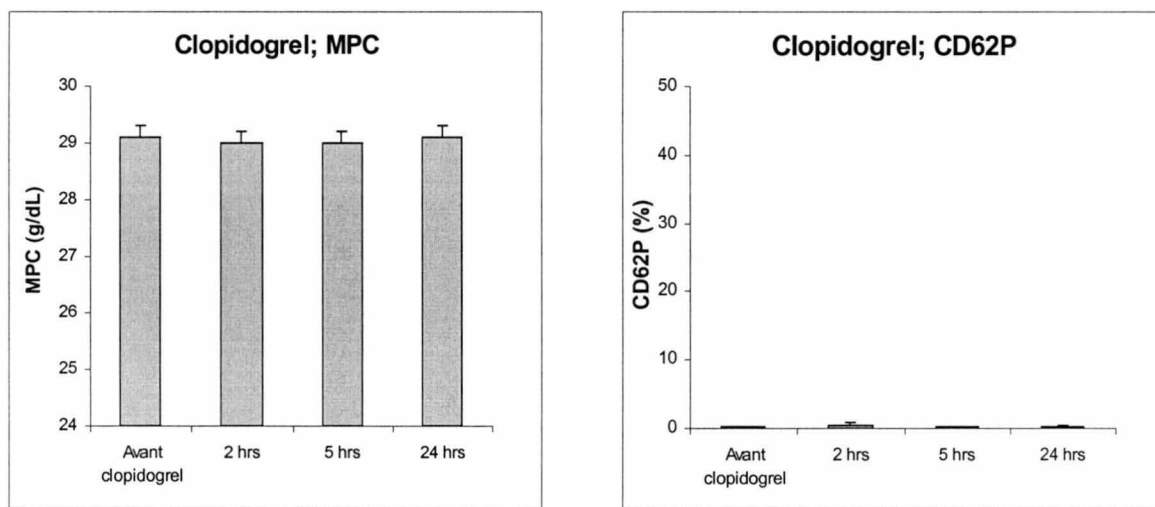 Clopidogrel; MPC
MPC (g/dL)
30
29
28
27
26
25
24
Avant
clopidogrel
2 hrs
5 hrs
24 hrs
Clopidogrel; CD62P
CD62P (%)
50
40
30
20
10
0
Avant
clopidogrel
2 hrs
5 hrs
24 hrs